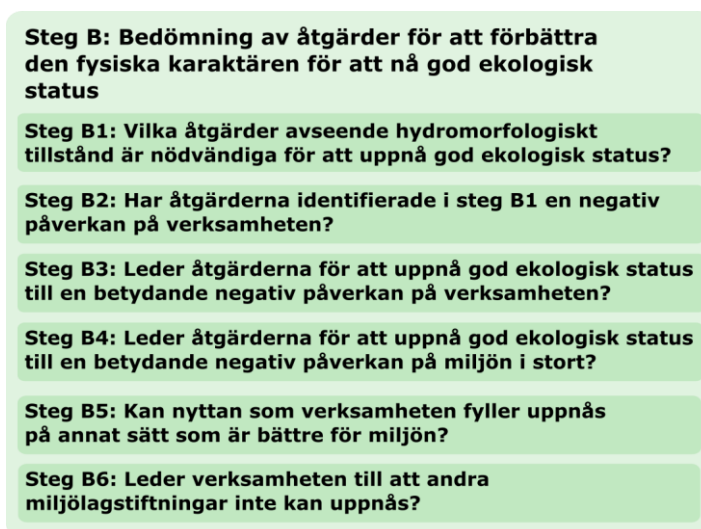 Steg B: Bedömning av åtgärder för att förbättra
den fysiska karaktären för att nå god ekologisk
status
Steg B1: Vilka åtgärder avseende hydromorfologiskt
tillstånd är nödvändiga för att uppnå god ekologisk status?
Steg B2: Har åtgärderna identifierade i steg B1 en negativ
påverkan på verksamheten?
Steg B3: Leder åtgärderna för att uppnå god ekologisk status
till en betydande negativ påverkan på verksamheten?
Steg B4: Leder åtgärderna för att uppnå god ekologisk status
till en betydande negativ påverkan på miljön i stort?
Steg B5: Kan nyttan som verksamheten fyller uppnås
på annat sätt som är bättre för miljön?
Steg B6: Leder verksamheten till att andra
miljölagstiftningar inte kan uppnås?